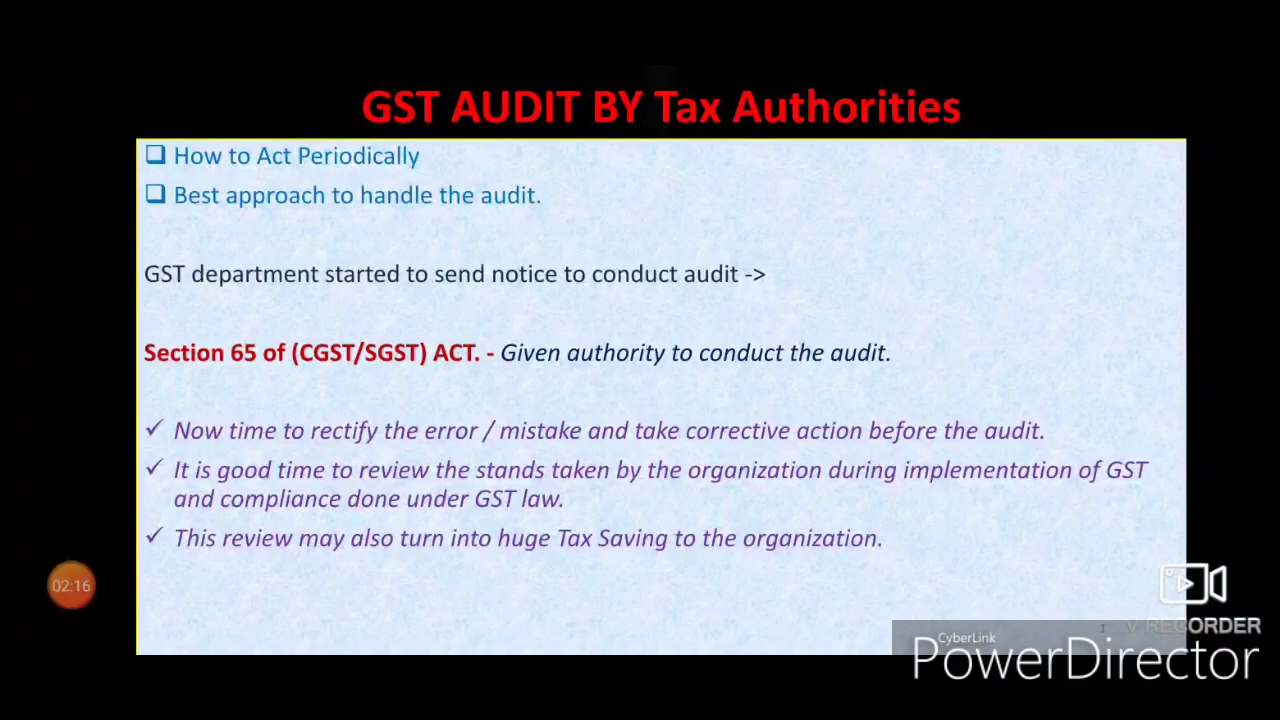 GST AUDIT BY Tax Authorities
How to Act Periodically
Best approach to handle the audit.
GST department started to send notice to conduct audit ->
Section 65 of (CGST/SGST) ACT. - Given authority to conduct the audit.
Now time to rectify the error / mistake and take corrective action before the audit.
It is good time to review the stands taken by the organization during implementation of GST
and compliance done under GST law.
This review may also turn into huge Tax Saving to the organization.
02:16
1
V RECORDER
CyberLink
PowerDirector